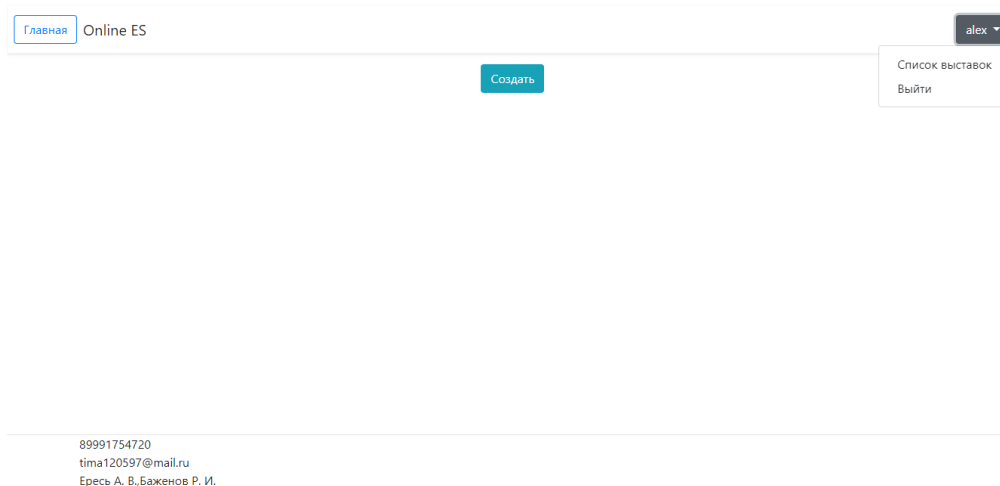 Главная Online ES alex
Список выставок
Создать
Выйти
89991754720
tima120597@mail.ru
Ересь А. В.,Баженов Р. И.